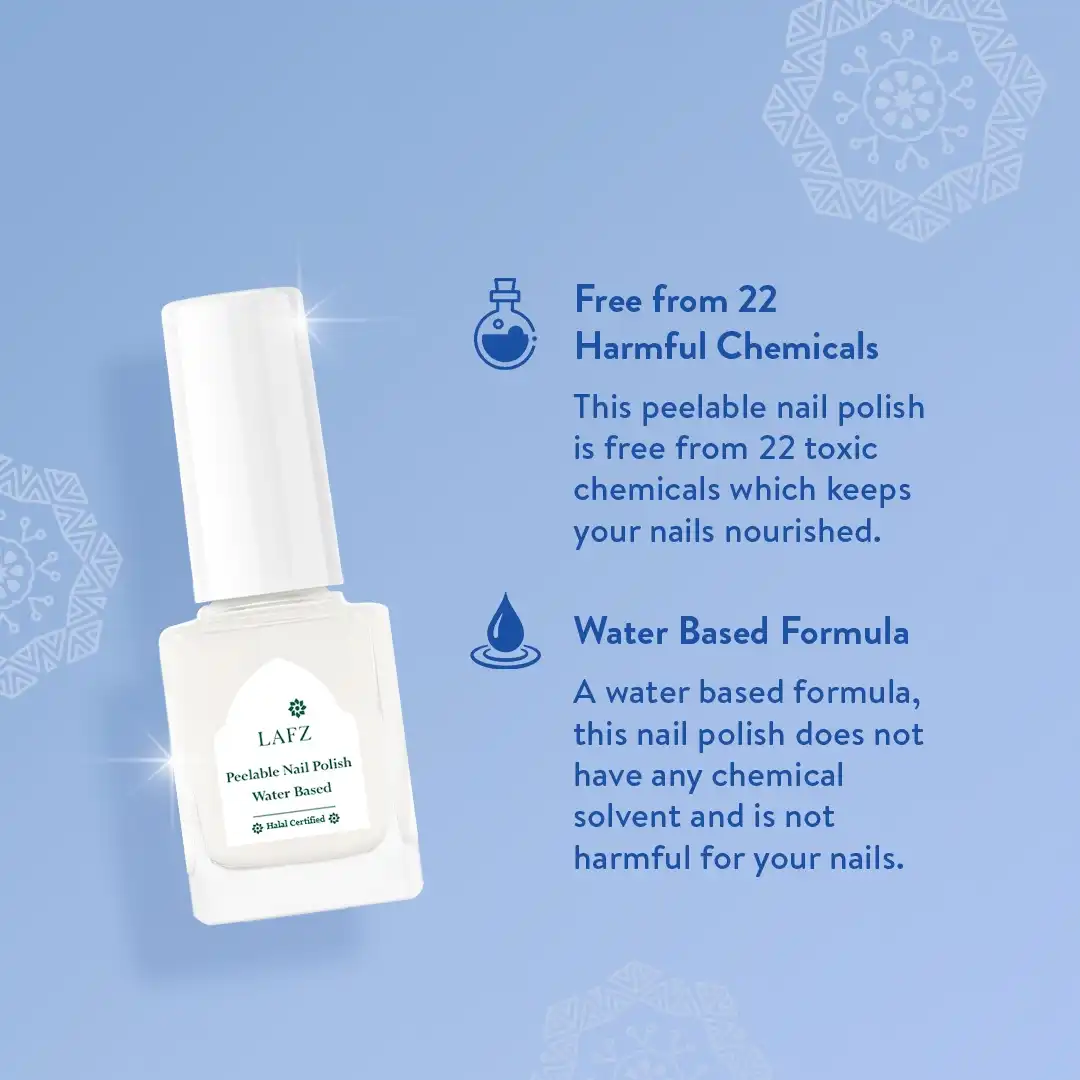 Free from 22
Harmful Chemicals
This peelable nail polish
is free from 22 toxic
chemicals which keeps
your nails nourished.
Water Based Formula
A water based formula,
this nail polish does not
have any chemical
solvent and is not
harmful for your nails.
LAFZ
Peelable Nail Polish
Water Based
Halal Certified